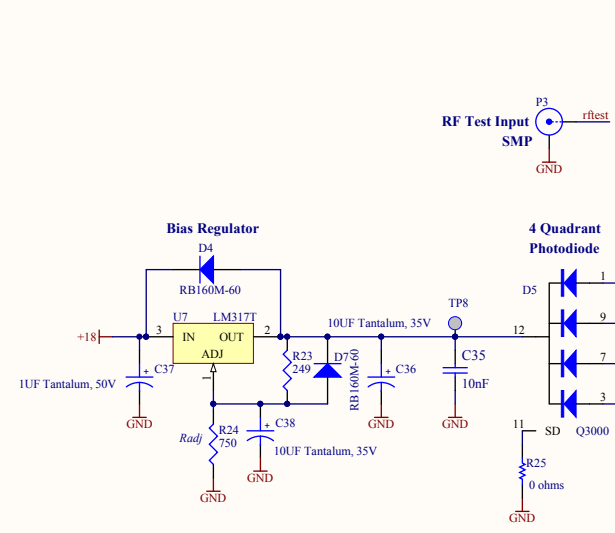 P3
RF Test Input
SMP
rftest
GND
Bias Regulator
D4
RB160M-60
4 Quadrant
Photodiode
D5
1
9
12
7
3
U7
LM317T
3
IN
OUT
2
ADJ
1
+18
10UF Tantalum, 35V
TP8
R23
249
D7
RB160M-60
+
C36
C35
10nF
+
C37
1UF Tantalum, 50V
GND
GND
GND
Radj
R24
750
+
C38
10UF Tantalum, 35V
GND
GND
11
SD
Q3000
R25
0 ohms
GND